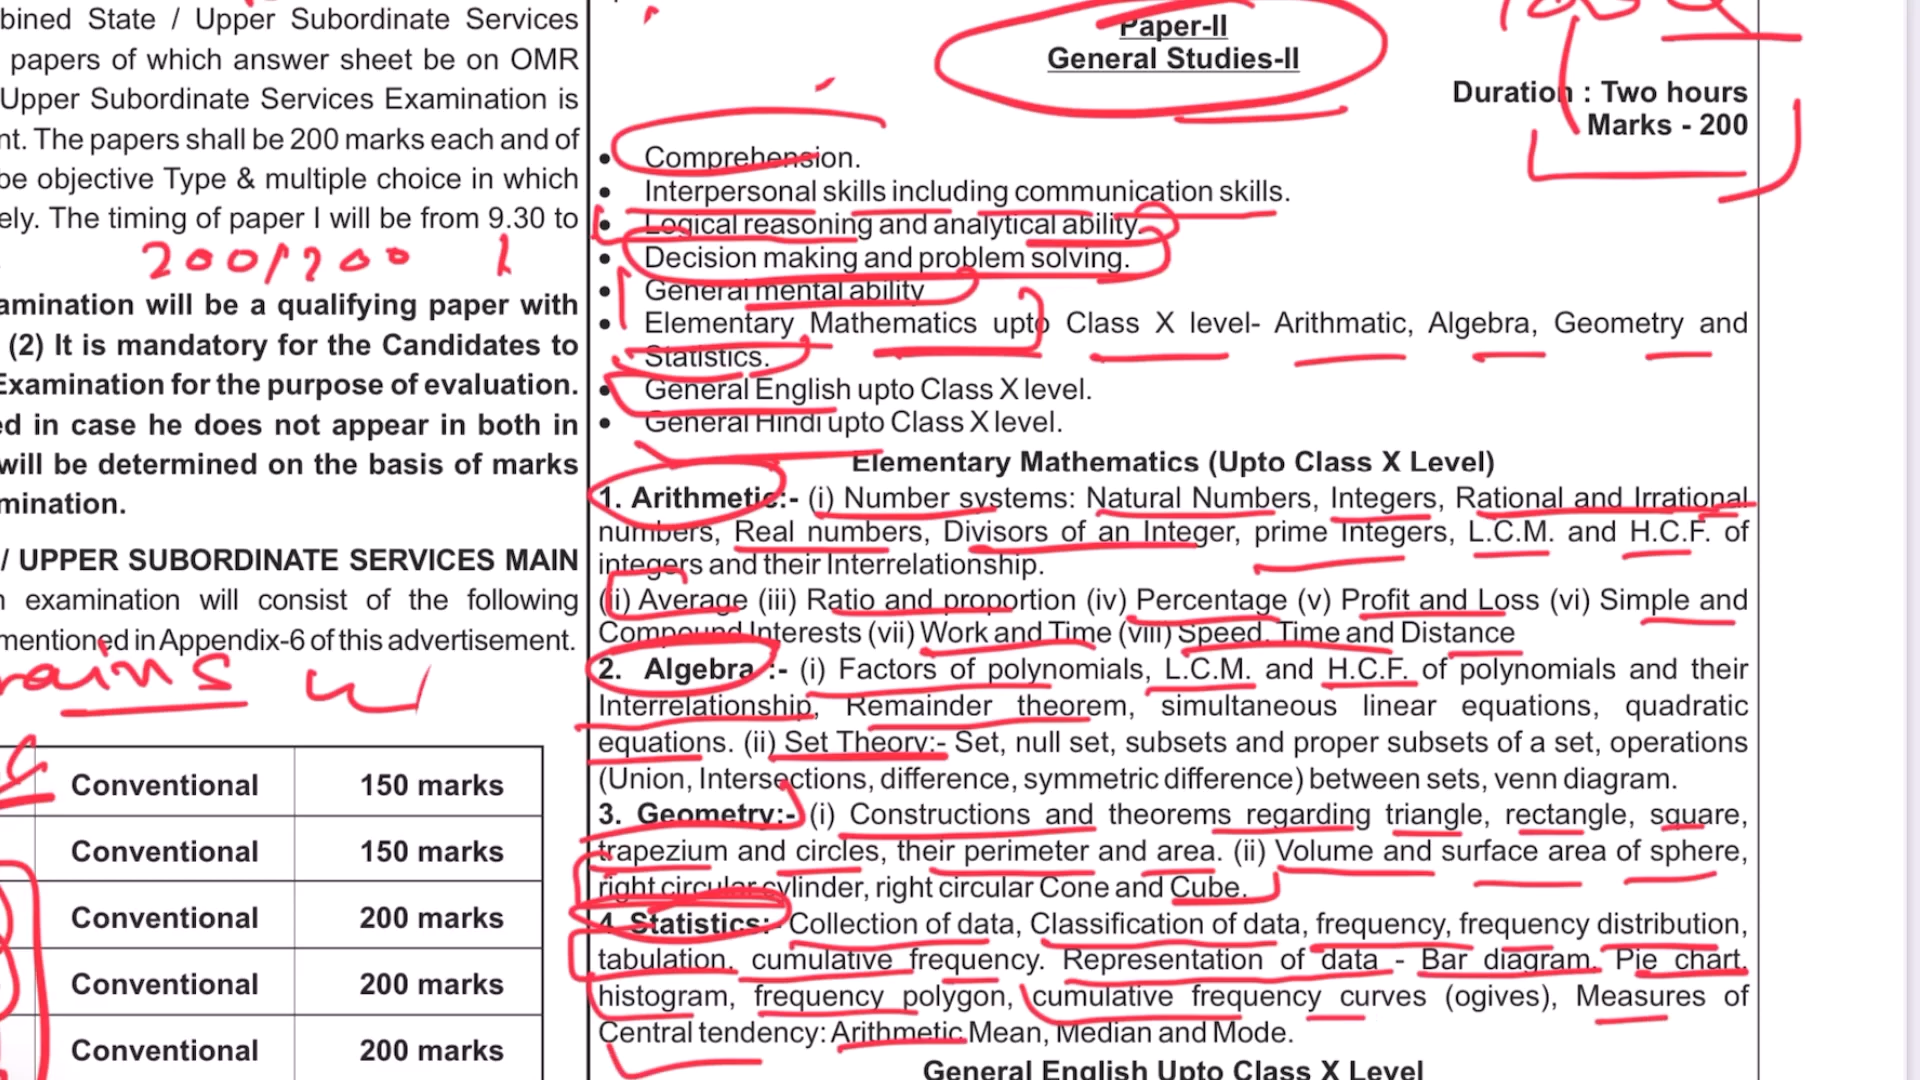 bined State / Upper Subordinate Services
papers of which answer sheet be on OMR
Upper Subordinate Services Examination is
nt. The papers shall be 200 marks each and of
be objective Type & multiple choice in which
ely. The timing of paper I will be from 9.30 to
200/200
amination will be a qualifying paper with
(2) It is mandatory for the Candidates to
Examination for the purpose of evaluation.
ed in case he does not appear in both in
will be determined on the basis of marks
mination.
/ UPPER SUBORDINATE SERVICES MAIN
n examination will consist of the following
mentioned in Appendix-6 of this advertisement.
rains
Conventional 150 marks
Conventional 150 marks
Conventional 200 marks
Conventional 200 marks
Conventional 200 marks
Paper-II
General Studies-II
Duration : Two hours
Marks - 200
• Comprehension.
• Interpersonal skills including communication skills.
• Logical reasoning and analytical ability.
• Decision making and problem solving.
• General mental ability
• Elementary Mathematics upto Class X level- Arithmatic, Algebra, Geometry and
Statistics.
• General English upto Class X level.
• General Hindi upto Class X level.
Elementary Mathematics (Upto Class X Level)
1. Arithmetic:- (i) Number systems: Natural Numbers, Integers, Rational and Irrational
numbers, Real numbers, Divisors of an Integer, prime Integers, L.C.M. and H.C.F. of
integers and their Interrelationship.
(ii) Average (iii) Ratio and proportion (iv) Percentage (v) Profit and Loss (vi) Simple and
Compound Interests (vii) Work and Time (viii) Speed, Time and Distance
2. Algebra :- (i) Factors of polynomials, L.C.M. and H.C.F. of polynomials and their
Interrelationship, Remainder theorem, simultaneous linear equations, quadratic
equations. (ii) Set Theory:- Set, null set, subsets and proper subsets of a set, operations
(Union, Intersections, difference, symmetric difference) between sets, venn diagram.
3. Geometry:- (i) Constructions and theorems regarding triangle, rectangle, square,
trapezium and circles, their perimeter and area. (ii) Volume and surface area of sphere,
right circular cylinder, right circular Cone and Cube.
4. Statistics:- Collection of data, Classification of data, frequency, frequency distribution,
tabulation, cumulative frequency. Representation of data - Bar diagram, Pie chart,
histogram, frequency polygon, cumulative frequency curves (ogives), Measures of
Central tendency: Arithmetic Mean, Median and Mode.
General English Upto Class X Level